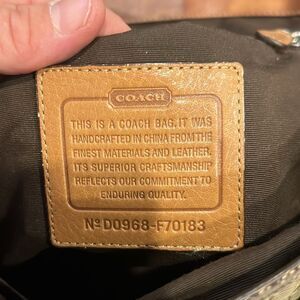 COACH
THIS IS A COACH BAG. IT WAS
HANDCRAFTED IN CHINA FROM THE
FINEST MATERIALS AND LEATHER.
ITS SUPERIOR CRAFTSMANSHIP
REFLECTS OUR COMMITMENT TO
ENDURING QUALITY.
Nº D0968-F70183